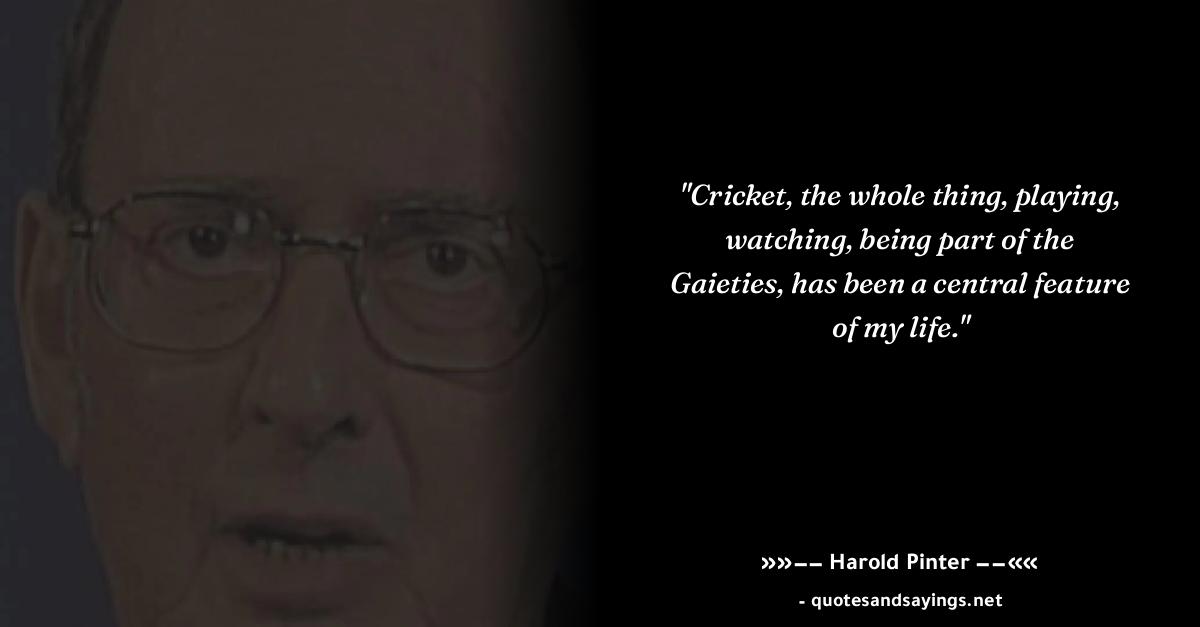 "Cricket, the whole thing, playing,
watching, being part of the
Gaieties, has been a central feature
of my life."
»»−− Harold Pinter −−««
- quotesandsayings.net